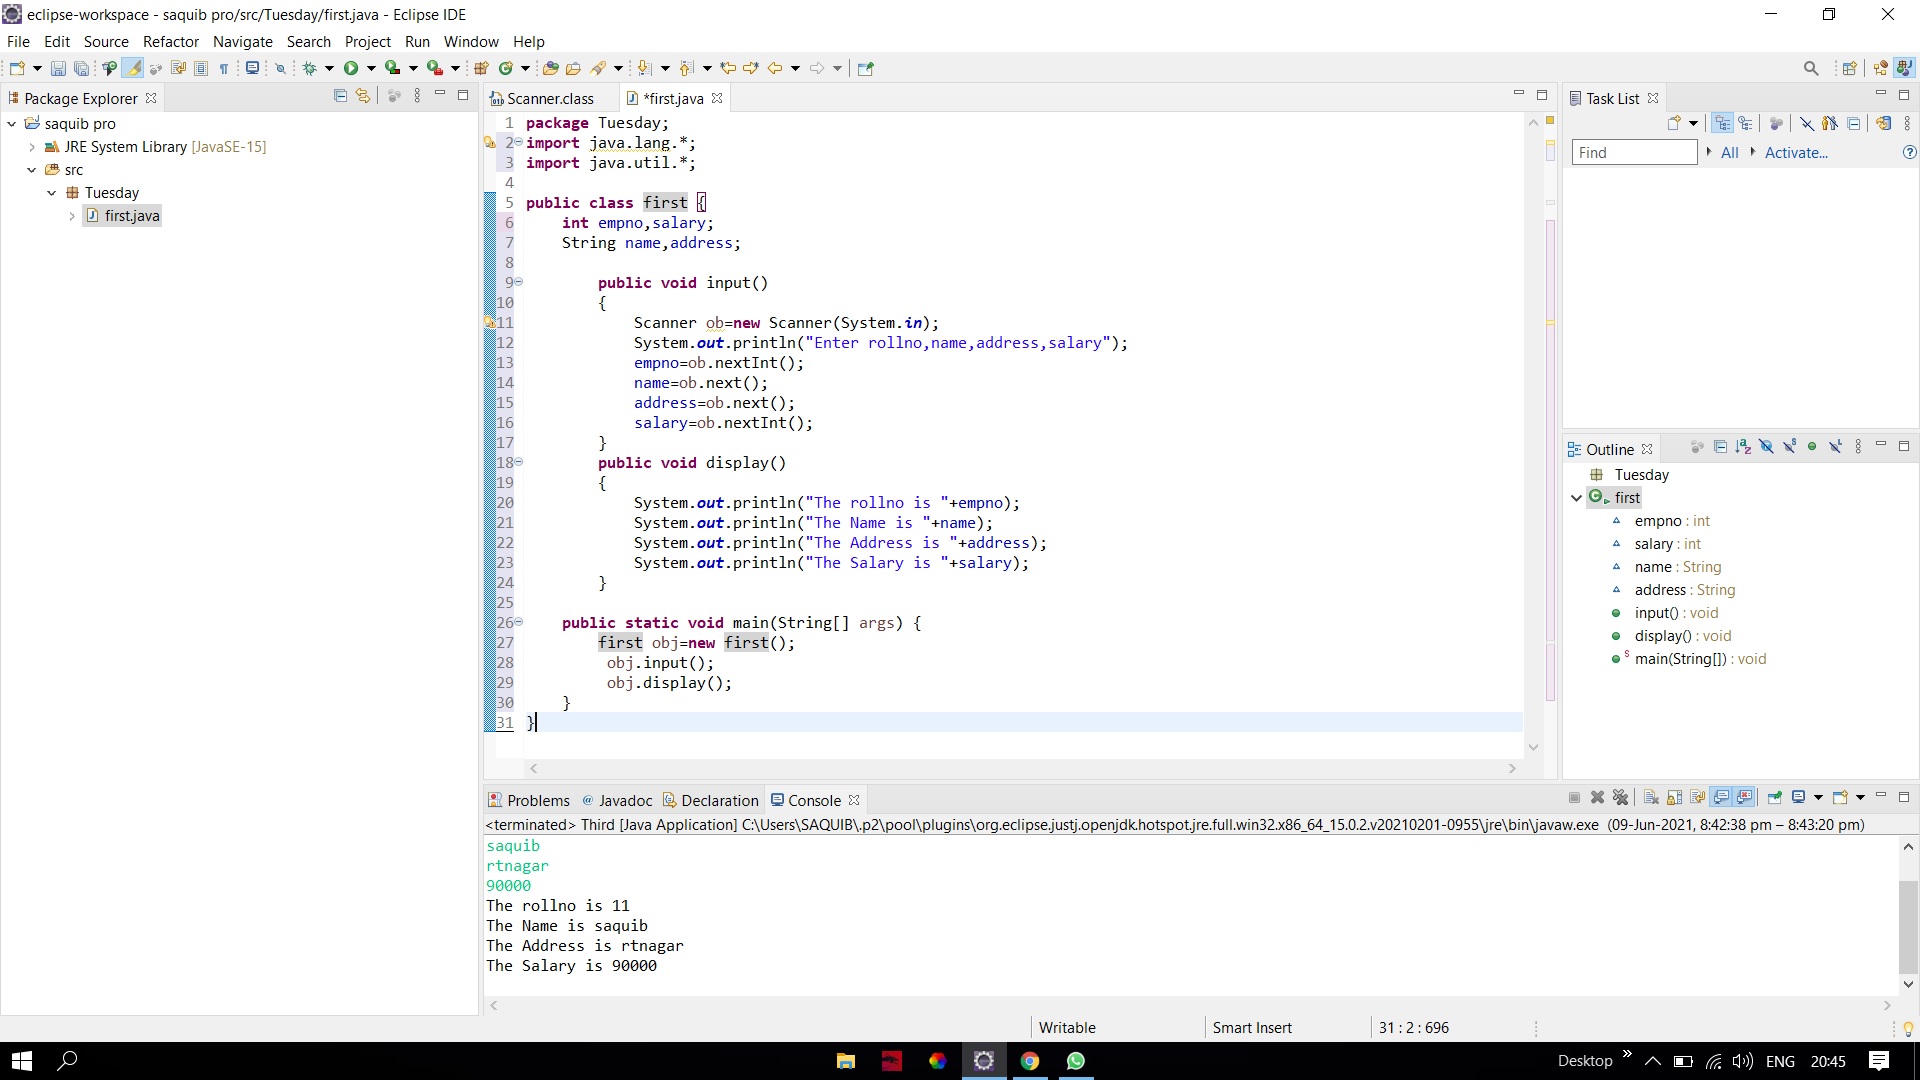 eclipse-workspace - saquib pro/src/Tuesday/first.java - Eclipse IDE
File Edit Source Refactor Navigate Search Project Run Window Help
Package Explorer
saquib pro
JRE System Library [JavaSE-15]
src
Tuesday
first.java
Scanner.class *first.java
1 package Tuesday;
2 import java.lang.*;
3 import java.util.*;
4
5 public class first {
6 int empno,salary;
7 String name,address;
8
9 public void input()
10 {
11 Scanner ob=new Scanner(System.in);
12 System.out.println("Enter rollno,name,address,salary");
13 empno=ob.nextInt();
14 name=ob.next();
15 address=ob.next();
16 salary=ob.nextInt();
17 }
18 public void display()
19 {
20 System.out.println("The rollno is "+empno);
21 System.out.println("The Name is "+name);
22 System.out.println("The Address is "+address);
23 System.out.println("The Salary is "+salary);
24 }
25
26 public static void main(String[] args) {
27 first obj=new first();
28 obj.input();
29 obj.display();
30 }
31 }
Task List
Find All Activate...
Outline
Tuesday
first
empno : int
salary : int
name : String
address : String
input() : void
display() : void
main(String[]) : void
Problems @ Javadoc Declaration Console
<terminated> Third [Java Application] C:\Users\SAQUIB\.p2\pool\plugins\org.eclipse.justj.openjdk.hotspot.jre.full.win32.x86_64_15.0.2.v20210201-0955\jre\bin\javaw.exe (09-Jun-2021, 8:42:38 pm – 8:43:20 pm)
saquib
rtnagar
90000
The rollno is 11
The Name is saquib
The Address is rtnagar
The Salary is 90000
Writable Smart Insert 31 : 2 : 696
Desktop » ENG 20:45